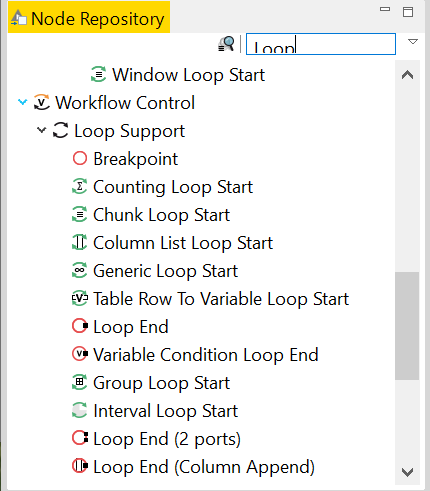 Node Repository
Loop
Window Loop Start
Workflow Control
Loop Support
Breakpoint
Counting Loop Start
Chunk Loop Start
Column List Loop Start
Generic Loop Start
Table Row To Variable Loop Start
Loop End
Variable Condition Loop End
Group Loop Start
Interval Loop Start
Loop End (2 ports)
Loop End (Column Append)